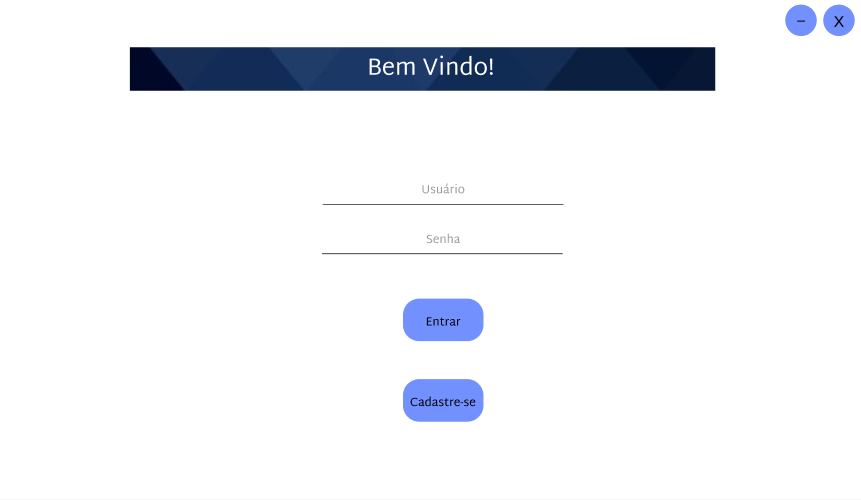 – X
Bem Vindo!
Usuário
Senha
Entrar
Cadastre-se